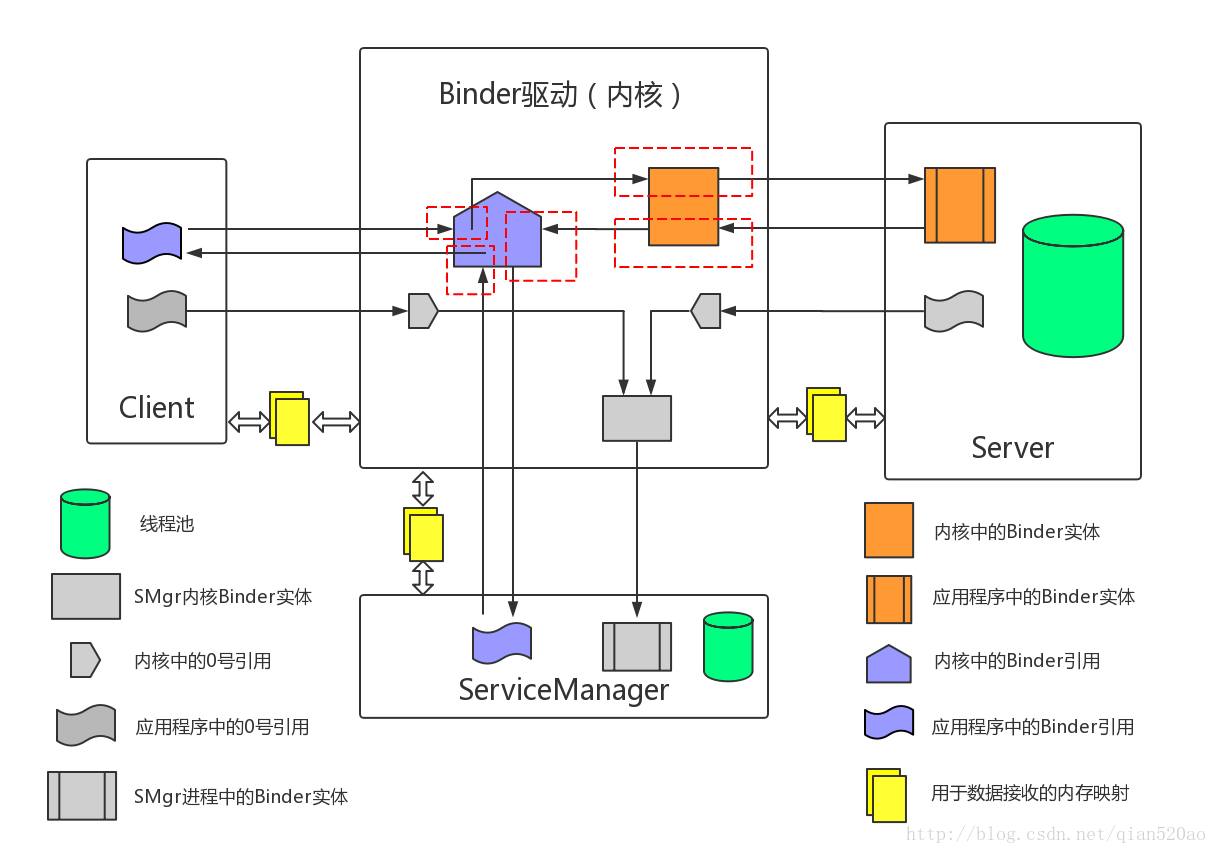 Binder驱动（内核）
Client
Server
ServiceManager
线程池
SMgr内核Binder实体
内核中的0号引用
应用程序中的0号引用
SMgr进程中的Binder实体
内核中的Binder实体
应用程序中的Binder实体
内核中的Binder引用
应用程序中的Binder引用
用于数据接收的内存映射
http://blog.csdn.net/qian520ao